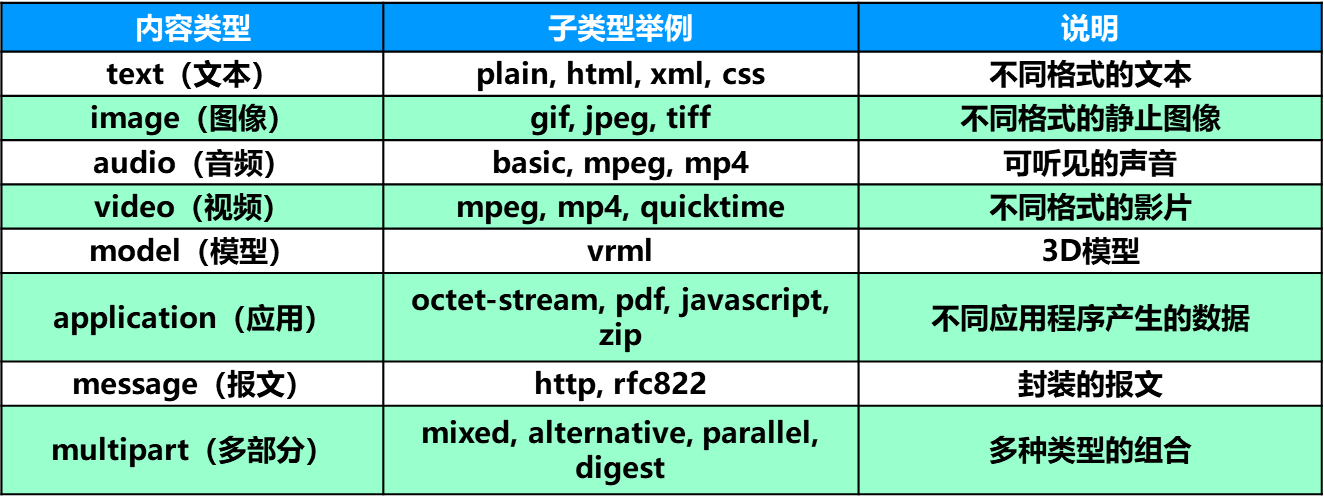 内容类型 子类型举例 说明
text（文本） plain, html, xml, css 不同格式的文本
image（图像） gif, jpeg, tiff 不同格式的静止图像
audio（音频） basic, mpeg, mp4 可听见的声音
video（视频） mpeg, mp4, quicktime 不同格式的影片
model（模型） vrml 3D模型
application（应用） octet-stream, pdf, javascript,
zip 不同应用程序产生的数据
message（报文） http, rfc822 封装的报文
multipart（多部分） mixed, alternative, parallel,
digest 多种类型的组合